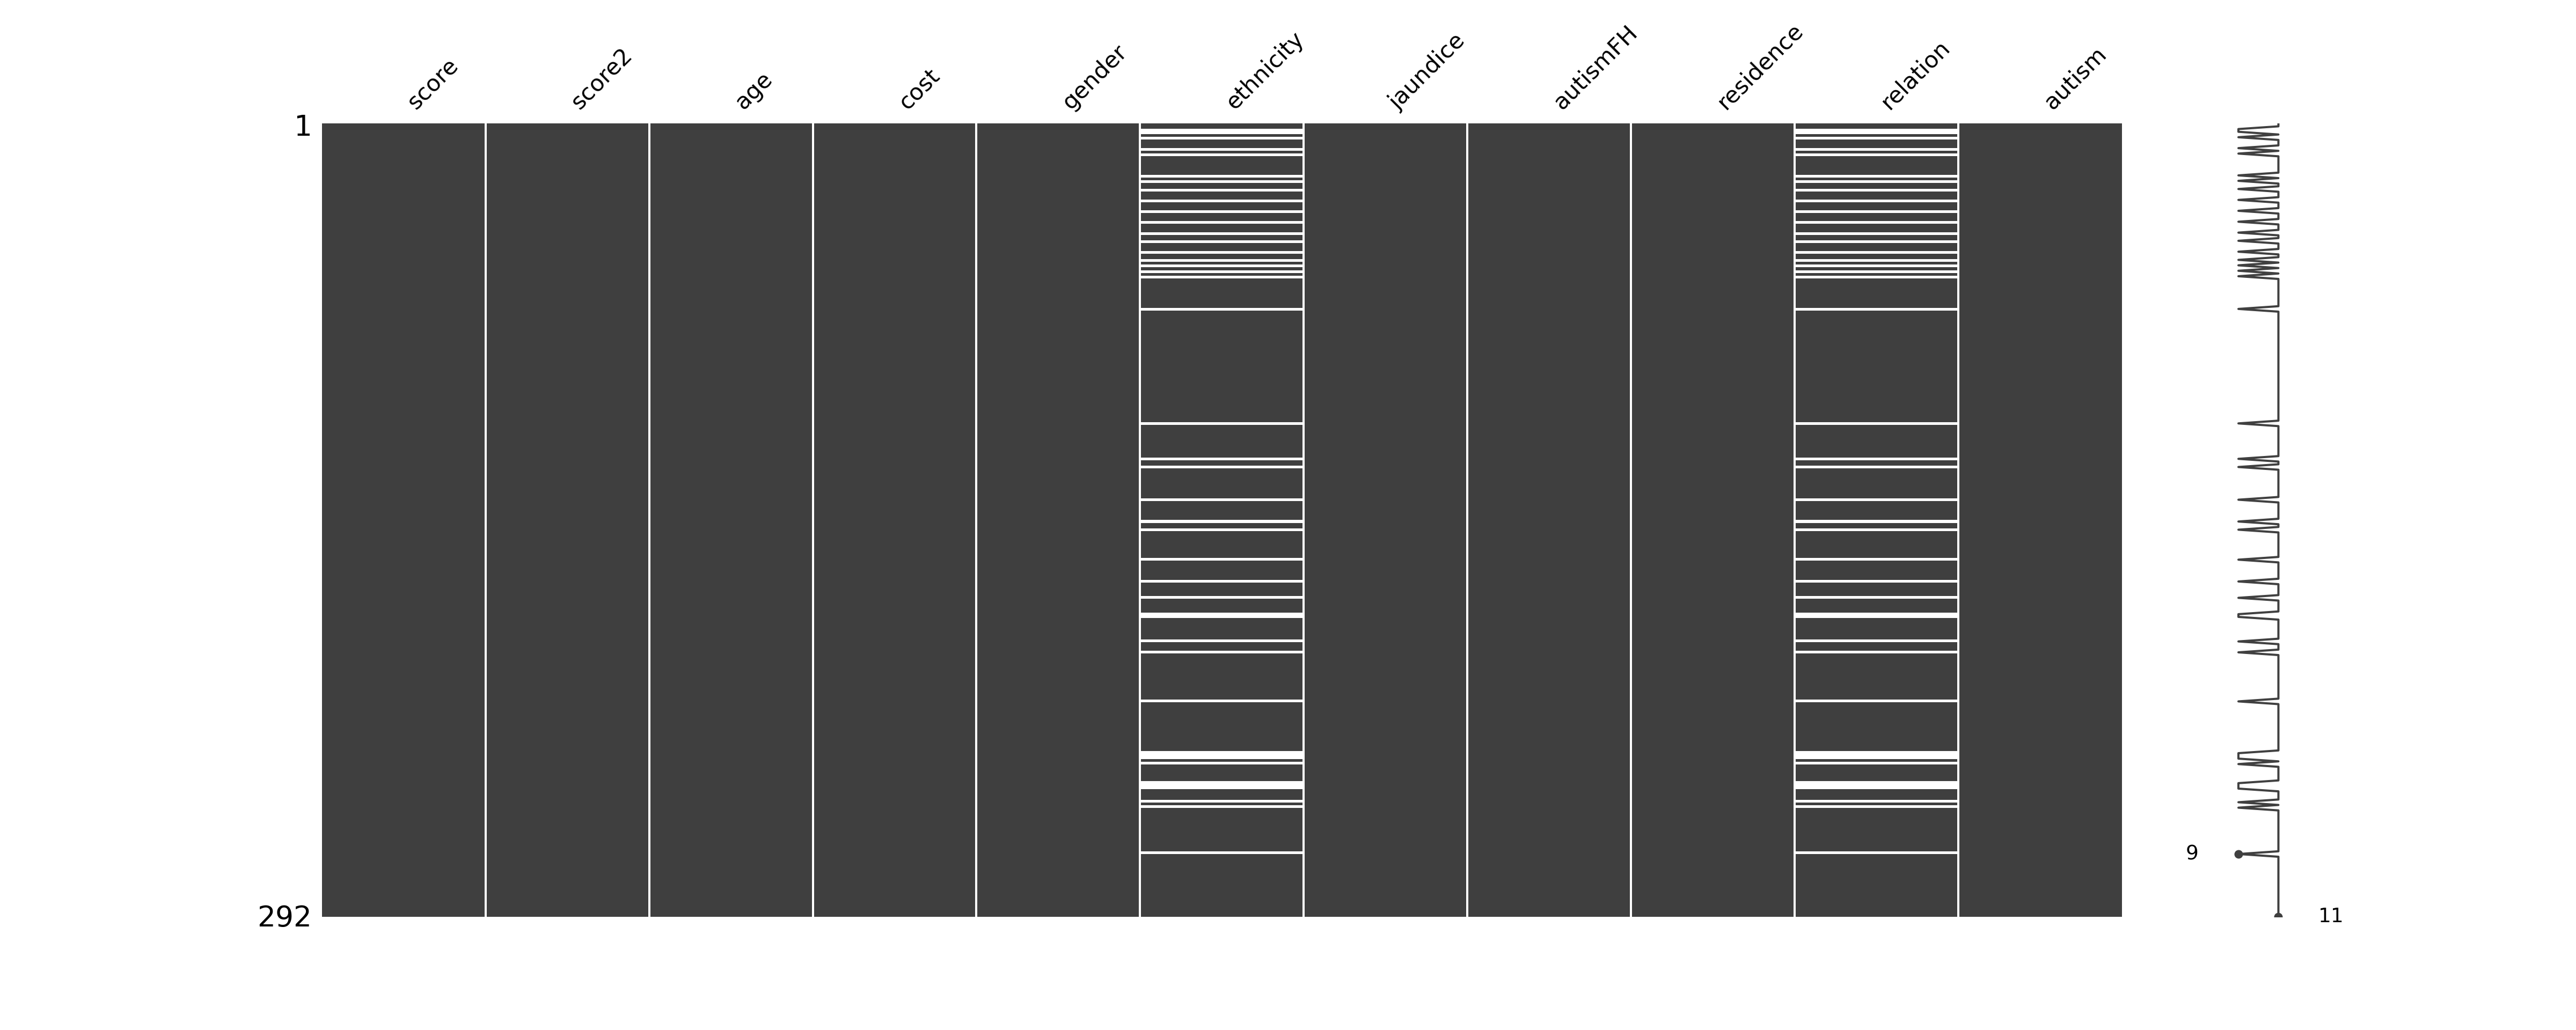 score
score2
age
cost
gender
ethnicity
jaundice
autismFH
residence
relation
autism
1
9
292
11